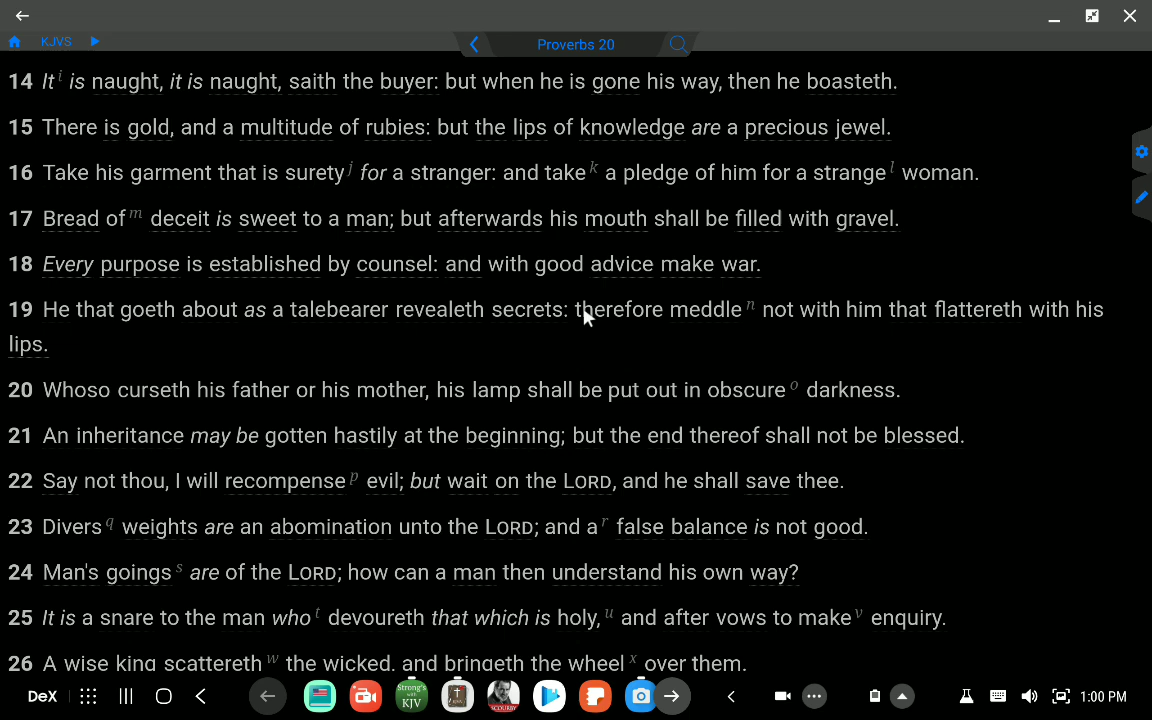 KJVS
Proverbs 20
14 It i is naught, it is naught, saith the buyer: but when he is gone his way, then he boasteth.
15 There is gold, and a multitude of rubies: but the lips of knowledge are a precious jewel.
16 Take his garment that is surety j for a stranger: and take k a pledge of him for a strange l woman.
17 Bread of m deceit is sweet to a man; but afterwards his mouth shall be filled with gravel.
18 Every purpose is established by counsel: and with good advice make war.
19 He that goeth about as a talebearer revealeth secrets: therefore meddle n not with him that flattereth with his
lips.
20 Whoso curseth his father or his mother, his lamp shall be put out in obscure o darkness.
21 An inheritance may be gotten hastily at the beginning; but the end thereof shall not be blessed.
22 Say not thou, I will recompense p evil; but wait on the LORD, and he shall save thee.
23 Divers q weights are an abomination unto the LORD; and a r false balance is not good.
24 Man's goings s are of the LORD; how can a man then understand his own way?
25 It is a snare to the man who t devoureth that which is holy, u and after vows to make v enquiry.
26 A wise king scattereth w the wicked, and bringeth the wheel x over them.
DeX
Strong's with KJV
SCOURBY
1:00 PM